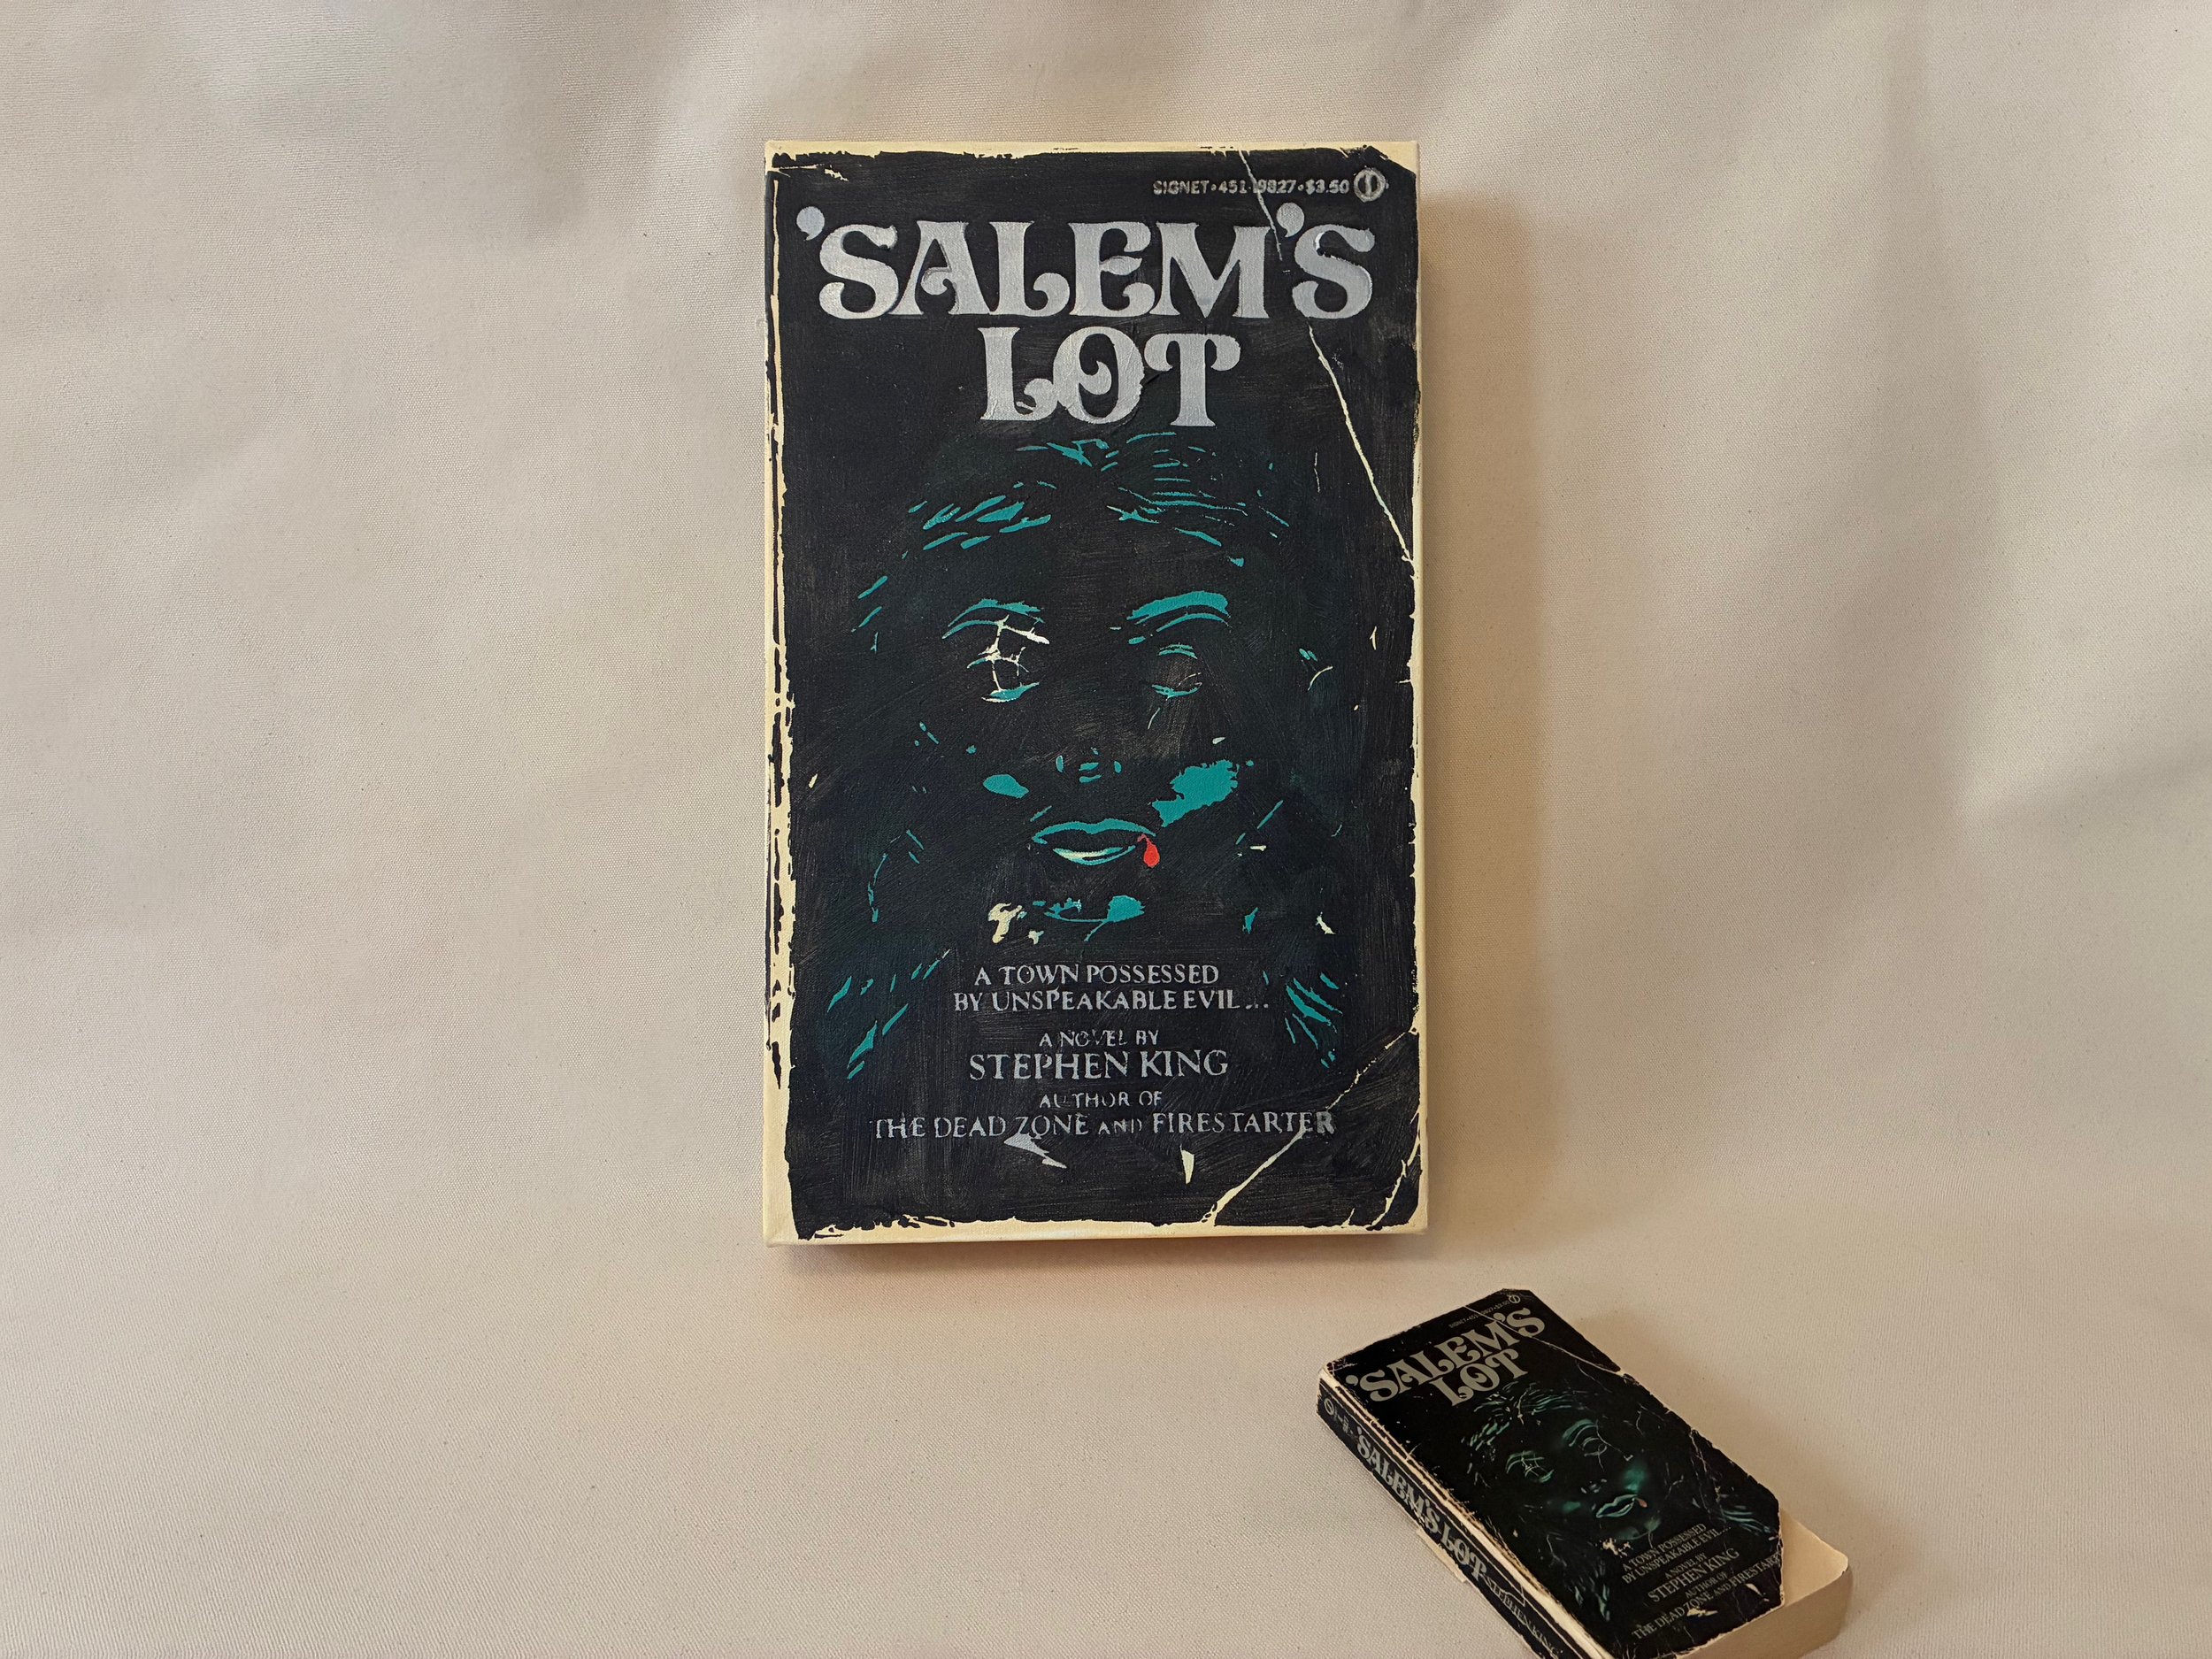 SIGNET•451-19827•$3.50
'SALEM'S
LOT
A TOWN POSSESSED
BY UNSPEAKABLE EVIL...
A NOVEL BY
STEPHEN KING
AUTHOR OF
THE DEAD ZONE AND FIRESTARTER
'SALEM'S
LOT
A TOWN POSSESSED
BY UNSPEAKABLE EVIL...
A NOVEL BY
STEPHEN KING
AUTHOR OF
THE DEAD ZONE AND FIRESTARTER
'SALEM'S LOT STEPHEN KING